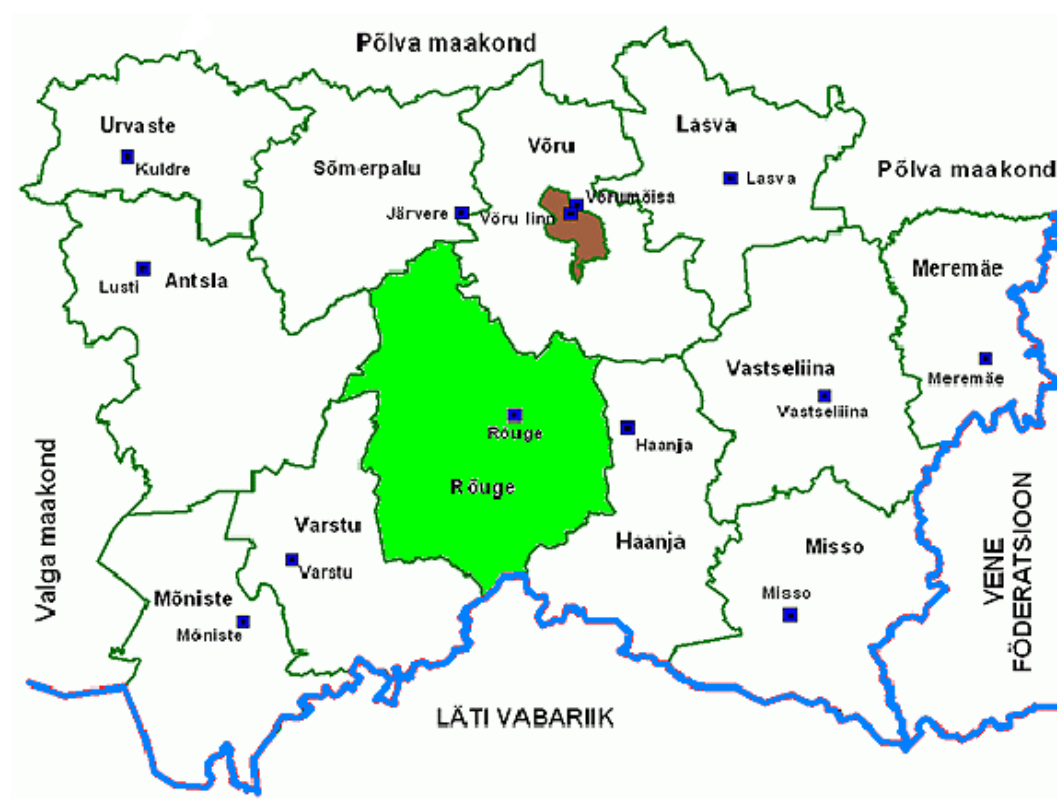 Põlva maakond
Urvaste
Kuldre
Sõmerpalu
Järvere
Võru
Võrumõisa
Võru linn
Lasva
Lasva
Põlva maakond
Lusti
Antsla
Meremäe
Meremäe
Vastseliina
Vastseliina
Rõuge
Rõuge
Haanja
Haanja
Valga maakond
Varstu
Varstu
Mõniste
Mõniste
Misso
Misso
VENE
FÖDERATSIOON
LÄTI VABARIIK